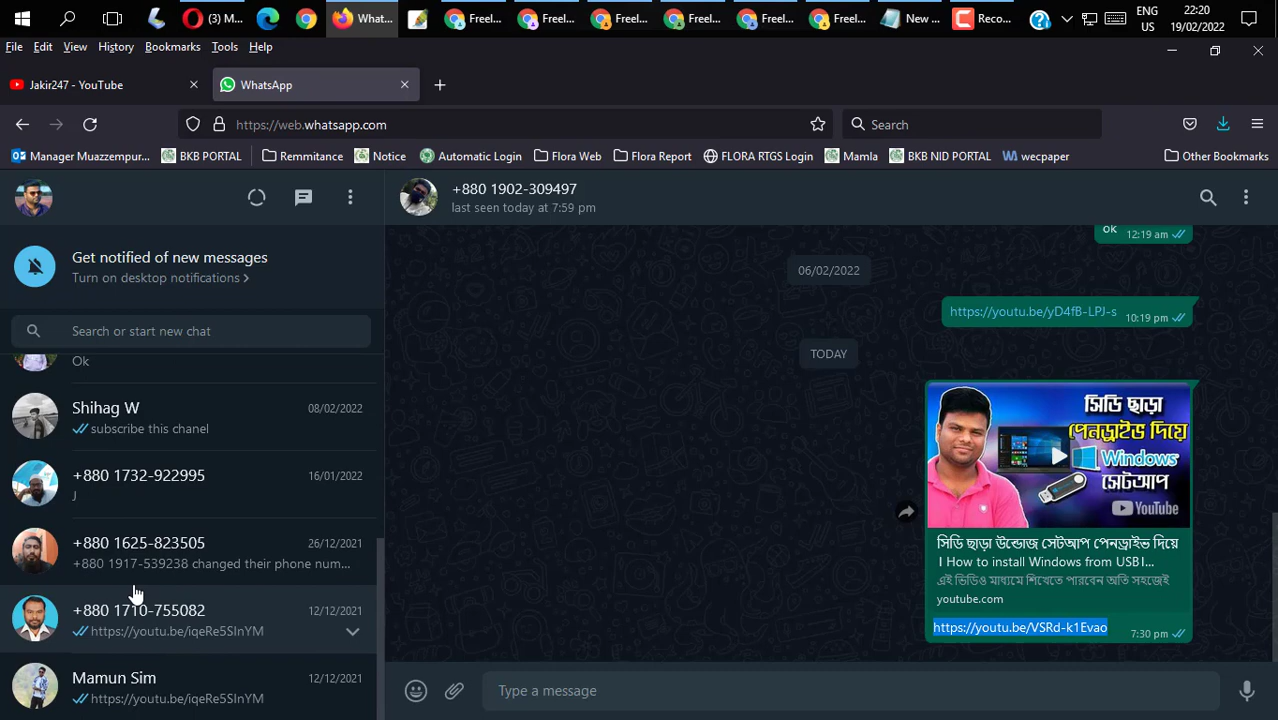 (3) M...
What...
Freel...
Freel...
Freel...
Freel...
Freel...
Freel...
New ...
Reco...
ENG
US
22:20
19/02/2022
File Edit View History Bookmarks Tools Help
Jakir247 - YouTube
WhatsApp
https://web.whatsapp.com
Search
Manager Muazzempur...
BKB PORTAL
Remmitance
Notice
Automatic Login
Flora Web
Flora Report
FLORA RTGS Login
Mamla
BKB NID PORTAL
wecpaper
Other Bookmarks
Get notified of new messages
Turn on desktop notifications >
Search or start new chat
Ok
Shihag W 08/02/2022
subscribe this chanel
+880 1732-922995 16/01/2022
J
+880 1625-823505 26/12/2021
+880 1917-539238 changed their phone num...
+880 1710-755082 12/12/2021
https://youtu.be/iqeRe5SInYM
Mamun Sim 12/12/2021
https://youtu.be/iqeRe5SInYM
+880 1902-309497
last seen today at 7:59 pm
ok 12:19 am
06/02/2022
https://youtu.be/yD4fB-LPJ-s 10:19 pm
TODAY
সিডি ছাড়া
পেনড্রাইভ দিয়ে
Windows
সেটআপ
YouTube
সিডি ছাড়া উন্ডোজ সেটআপ পেনড্রাইভ দিয়ে
। How to install Windows from USB।...
এই ভিডিও মাধ্যমে শিখতে পারবেন অতি সহজেই
youtube.com
https://youtu.be/VSRd-k1Evao 7:30 pm
Type a message